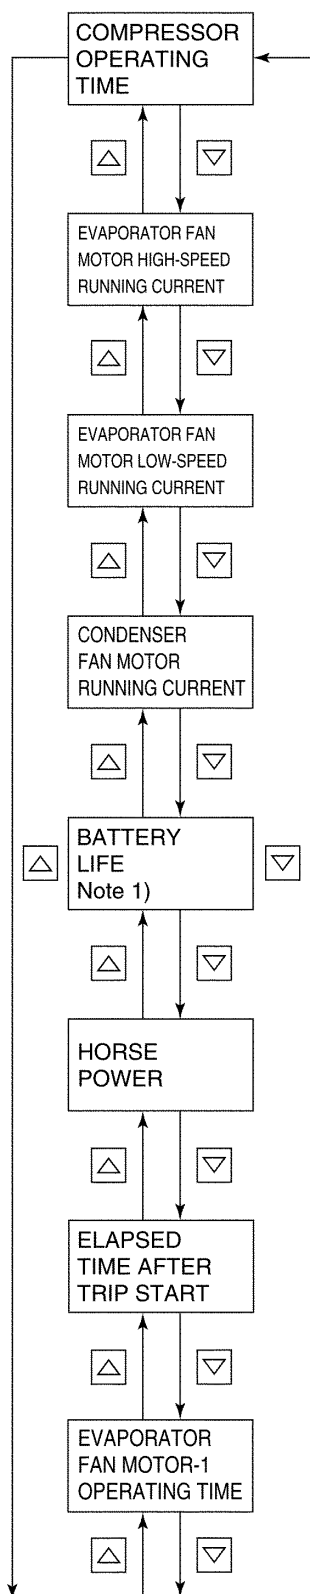 COMPRESSOR
OPERATING
TIME
EVAPORATOR FAN
MOTOR HIGH-SPEED
RUNNING CURRENT
EVAPORATOR FAN
MOTOR LOW-SPEED
RUNNING CURRENT
CONDENSER
FAN MOTOR
RUNNING CURRENT
BATTERY
LIFE
Note 1)
HORSE
POWER
ELAPSED
TIME AFTER
TRIP START
EVAPORATOR
FAN MOTOR-1
OPERATING TIME